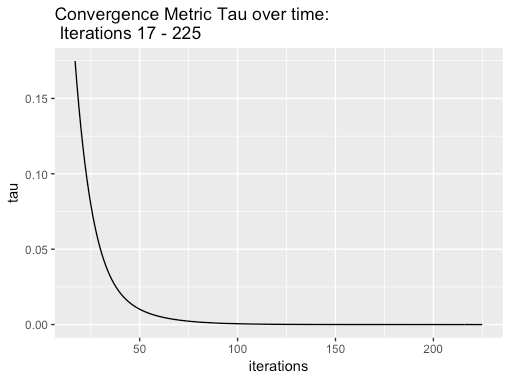 Convergence Metric Tau over time:
Iterations 17 - 225
tau
0.15
0.10
0.05
0.00
50
100
150
200
iterations